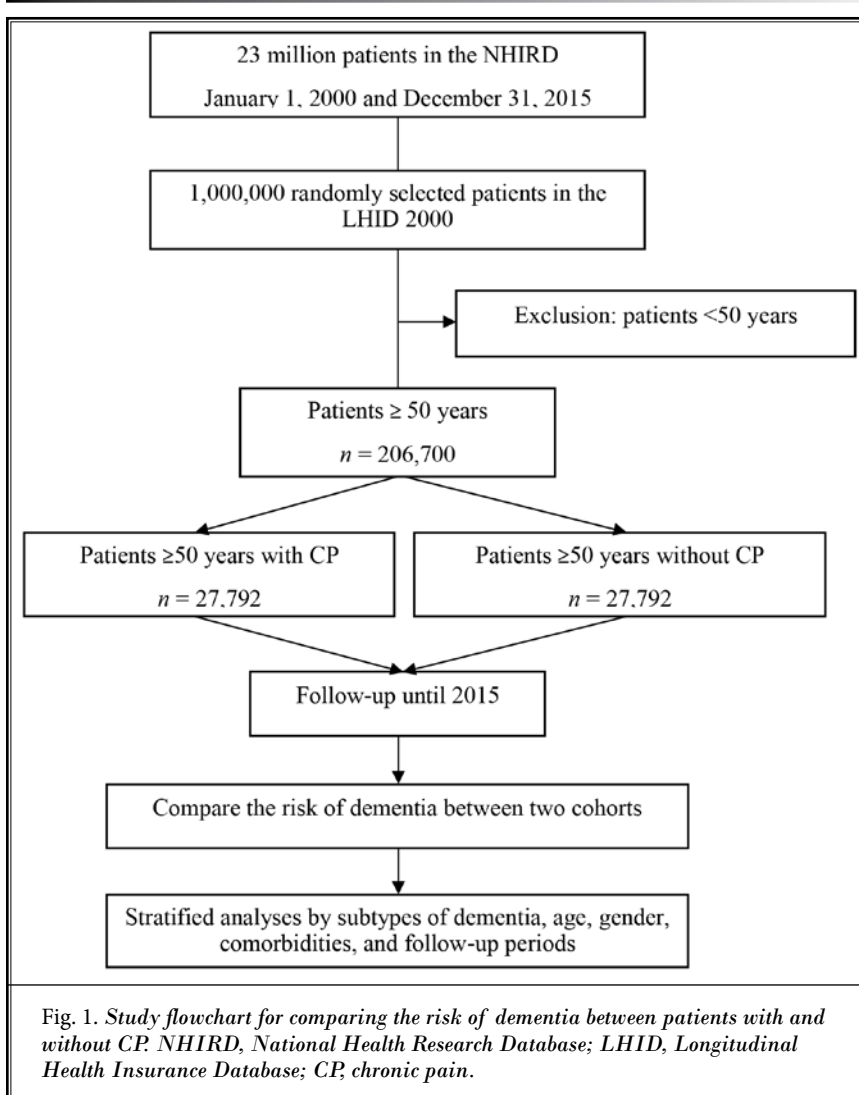 23 million patients in the NHIRD
January 1, 2000 and December 31, 2015
1,000,000 randomly selected patients in the
LHID 2000
Exclusion: patients <50 years
Patients ≥ 50 years
n = 206,700
Patients ≥50 years with CP
n = 27,792
Patients ≥50 years without CP
n = 27,792
Follow-up until 2015
Compare the risk of dementia between two cohorts
Stratified analyses by subtypes of dementia, age, gender,
comorbidities, and follow-up periods
Fig. 1. Study flowchart for comparing the risk of dementia between patients with and
without CP. NHIRD, National Health Research Database; LHID, Longitudinal
Health Insurance Database; CP, chronic pain.